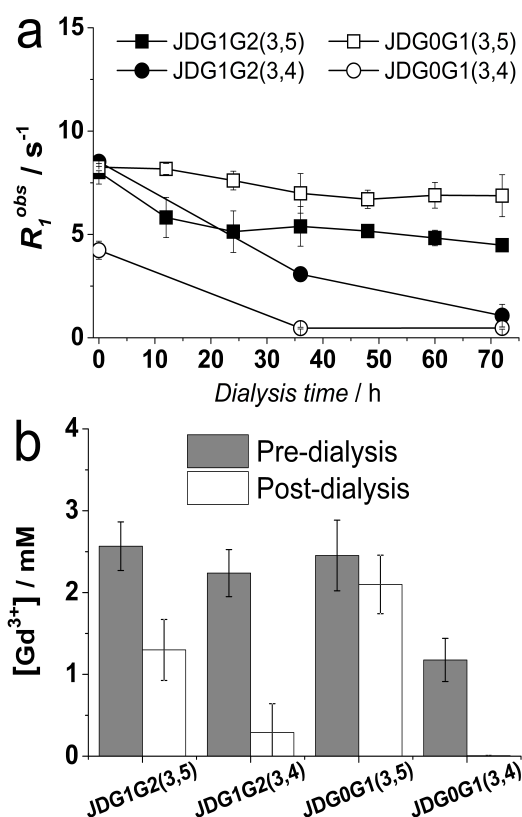 a
JDG1G2(3,5) JDG0G1(3,5)
JDG1G2(3,4) JDG0G1(3,4)
15
10
5
0
R₁ᵒᵇˢ / s⁻¹
0 10 20 30 40 50 60 70
Dialysis time / h
b
Pre-dialysis
Post-dialysis
4
3
2
1
0
[Gd³⁺] / mM
JDG1G2(3,5) JDG1G2(3,4) JDG0G1(3,5) JDG0G1(3,4)